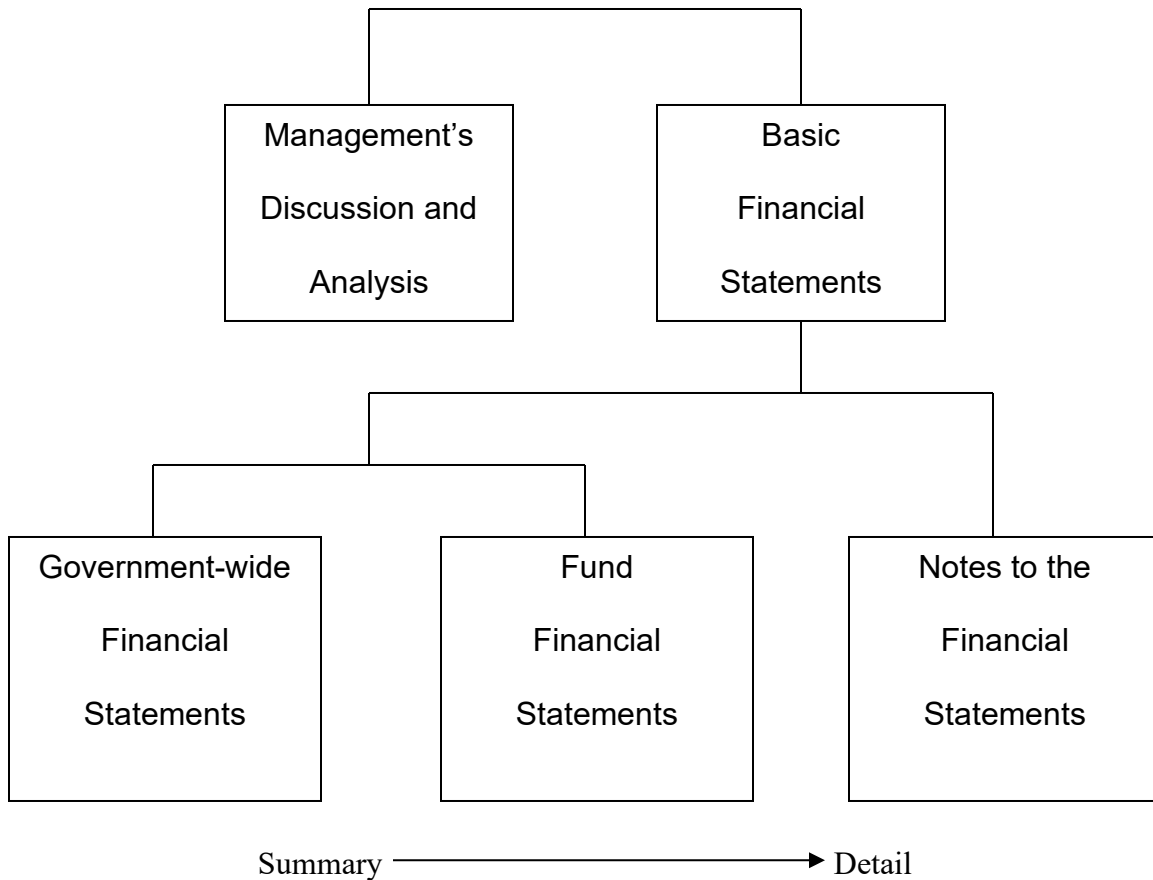 Management’s
Discussion and
Analysis
Basic
Financial
Statements
Government-wide
Financial
Statements
Fund
Financial
Statements
Notes to the
Financial
Statements
Summary
Detail